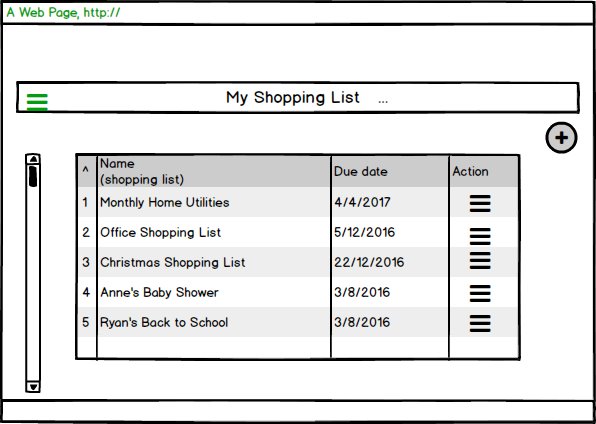 A Web Page, http://
My Shopping List ...
+
^ Name (shopping list) Due date Action
1 Monthly Home Utilities 4/4/2017
2 Office Shopping List 5/12/2016
3 Christmas Shopping List 22/12/2016
4 Anne's Baby Shower 3/8/2016
5 Ryan's Back to School 3/8/2016